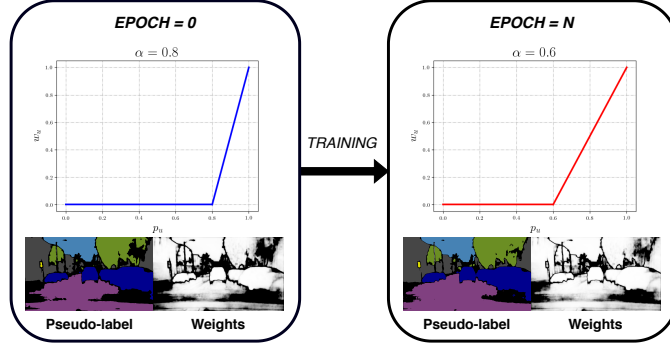 EPOCH = 0
α = 0.8
1.0
0.8
0.6
0.4
0.2
0.0
w_u
0.0 0.2 0.4 0.6 0.8 1.0
p_u
Pseudo-label Weights
TRAINING
EPOCH = N
α = 0.6
1.0
0.8
0.6
0.4
0.2
0.0
w_u
0.0 0.2 0.4 0.6 0.8 1.0
p_u
Pseudo-label Weights